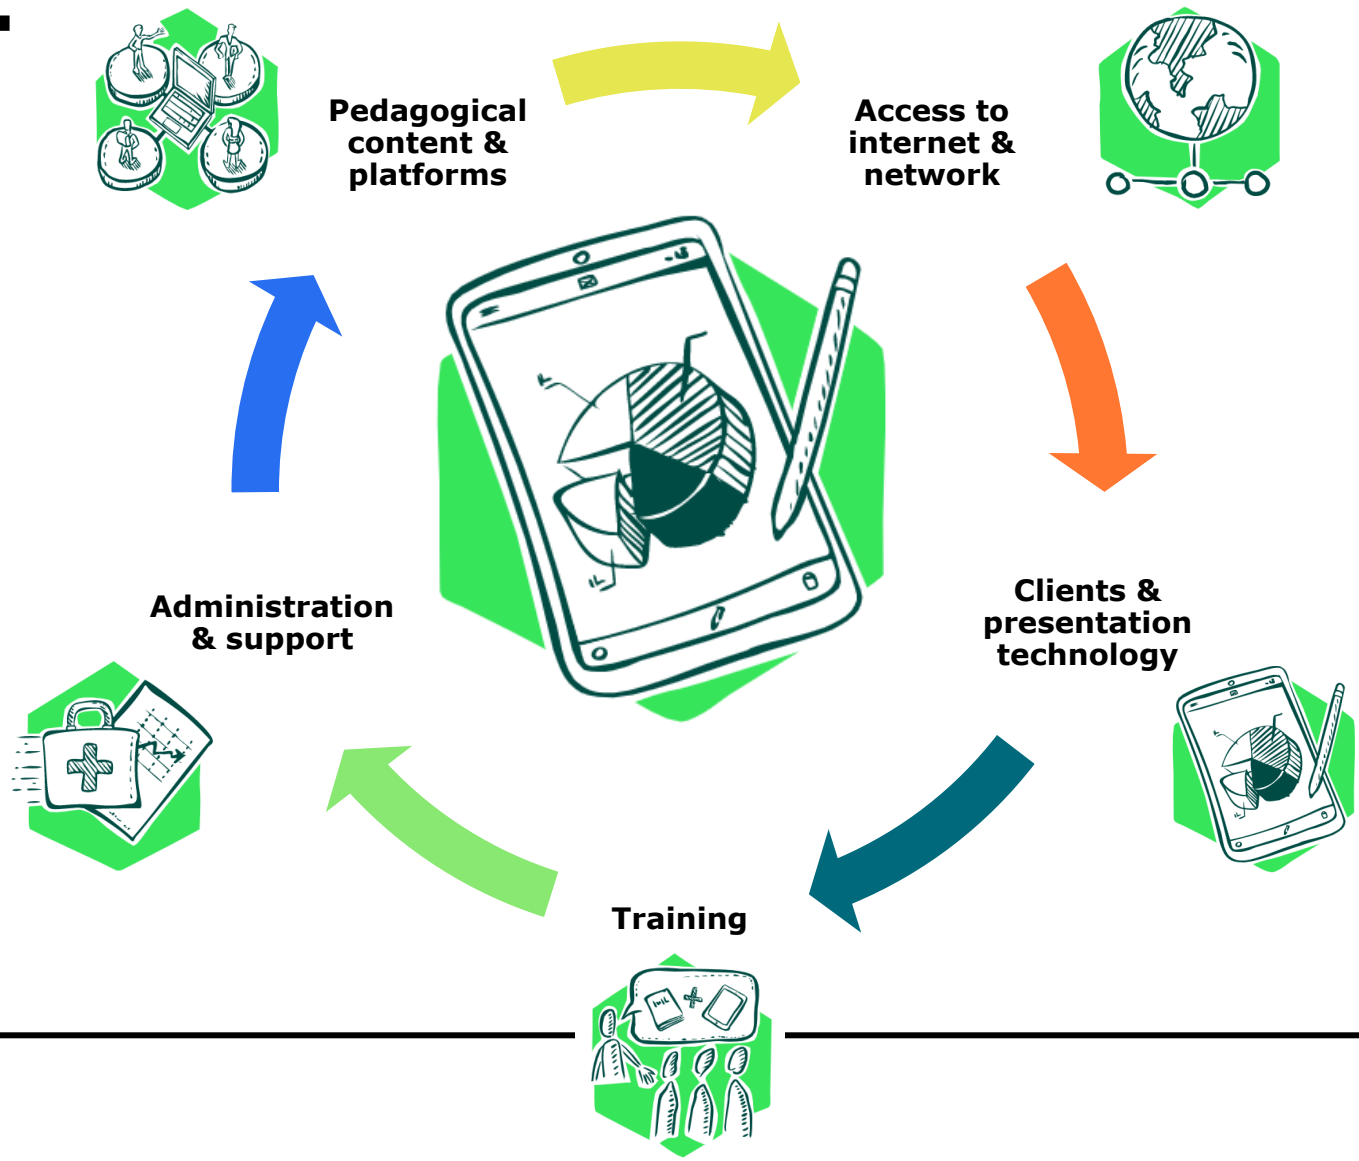 Pedagogical
content &
platforms
Access to
internet &
network
Clients &
presentation
technology
Training
Administration
& support